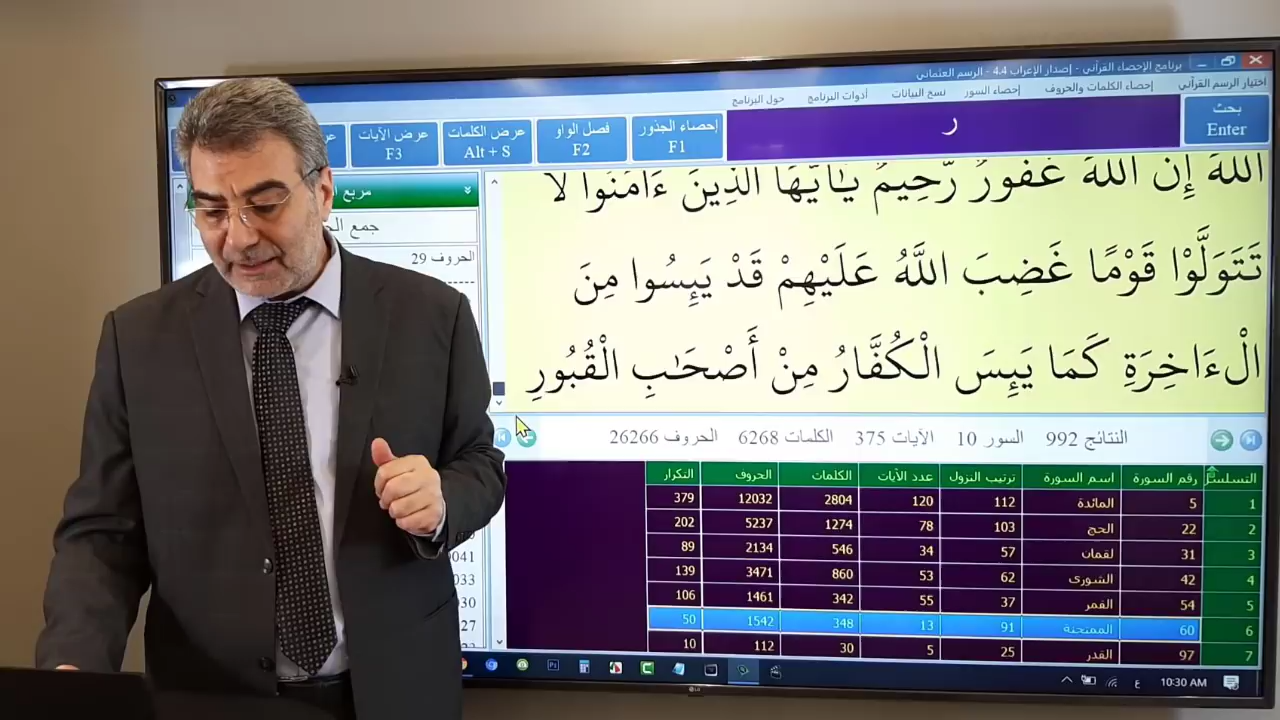 برنامج الإحصاء القرآني - إصدار الإعراب 4.4 - الرسم العثماني
اختيار الرسم القرآني إحصاء الكلمات والحروف إحصاء السور نسخ البيانات أدوات البرنامج حول البرنامج
بحث
Enter
ر
إحصاء الجذور
F1
فصل الواو
F2
عرض الكلمات
Alt + S
عرض الآيات
F3
اللَّهَ إِنَّ اللَّهَ غَفُورٌ رَّحِيمٌ يَٰأَيُّهَا الَّذِينَ ءَامَنُوا لَا
تَتَوَلَّوْا قَوْمًا غَضِبَ اللَّهُ عَلَيْهِمْ قَدْ يَئِسُوا مِنَ
الْءَاخِرَةِ كَمَا يَئِسَ الْكُفَّارُ مِنْ أَصْحَٰبِ الْقُبُورِ
مربع
جمع
الحروف 29
النتائج 992 السور 10 الآيات 375 الكلمات 6268 الحروف 26266
التسلسل رقم السورة اسم السورة ترتيب النزول عدد الآيات الكلمات الحروف التكرار
1 5 المائدة 112 120 2804 12032 379
2 22 الحج 103 78 1274 5237 202
3 31 لقمان 57 34 546 2134 89
4 42 الشورى 62 53 860 3471 139
5 54 القمر 37 55 342 1461 106
6 60 الممتحنة 91 13 348 1542 50
7 97 القدر 25 5 30 112 10
10:30 AM
ع
LG